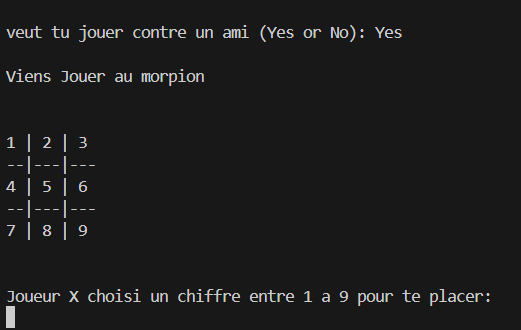 veut tu jouer contre un ami (Yes or No): Yes
Viens Jouer au morpion
1 | 2 | 3
--|---|---
4 | 5 | 6
--|---|---
7 | 8 | 9
Joueur X choisi un chiffre entre 1 a 9 pour te placer: